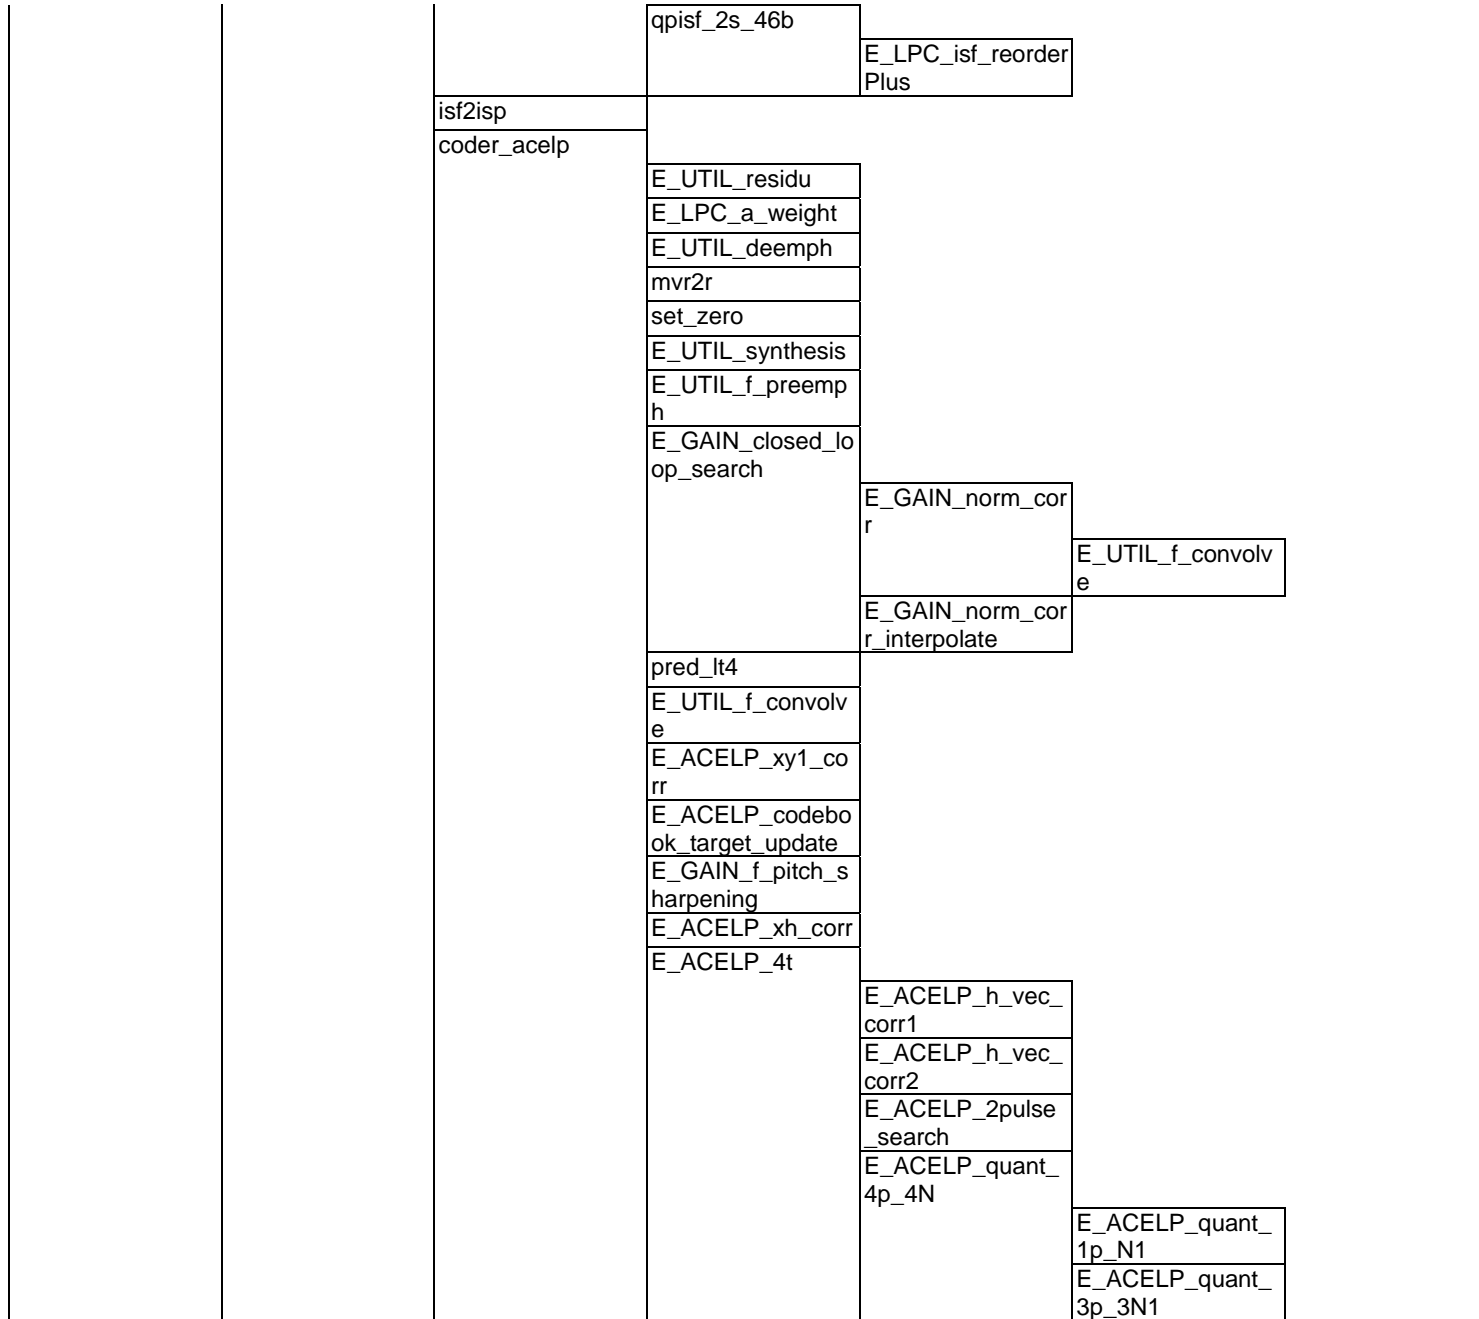 qpisf_2s_46b
E_LPC_isf_reorder
Plus
isf2isp
coder_acelp
E_UTIL_residu
E_LPC_a_weight
E_UTIL_deemph
mvr2r
set_zero
E_UTIL_synthesis
E_UTIL_f_preemp
h
E_GAIN_closed_lo
op_search
E_GAIN_norm_cor
r
E_UTIL_f_convolv
e
E_GAIN_norm_cor
r_interpolate
pred_lt4
E_UTIL_f_convolv
e
E_ACELP_xy1_co
rr
E_ACELP_codebo
ok_target_update
E_GAIN_f_pitch_s
harpening
E_ACELP_xh_corr
E_ACELP_4t
E_ACELP_h_vec_
corr1
E_ACELP_h_vec_
corr2
E_ACELP_2pulse
_search
E_ACELP_quant_
4p_4N
E_ACELP_quant_
1p_N1
E_ACELP_quant_
3p_3N1